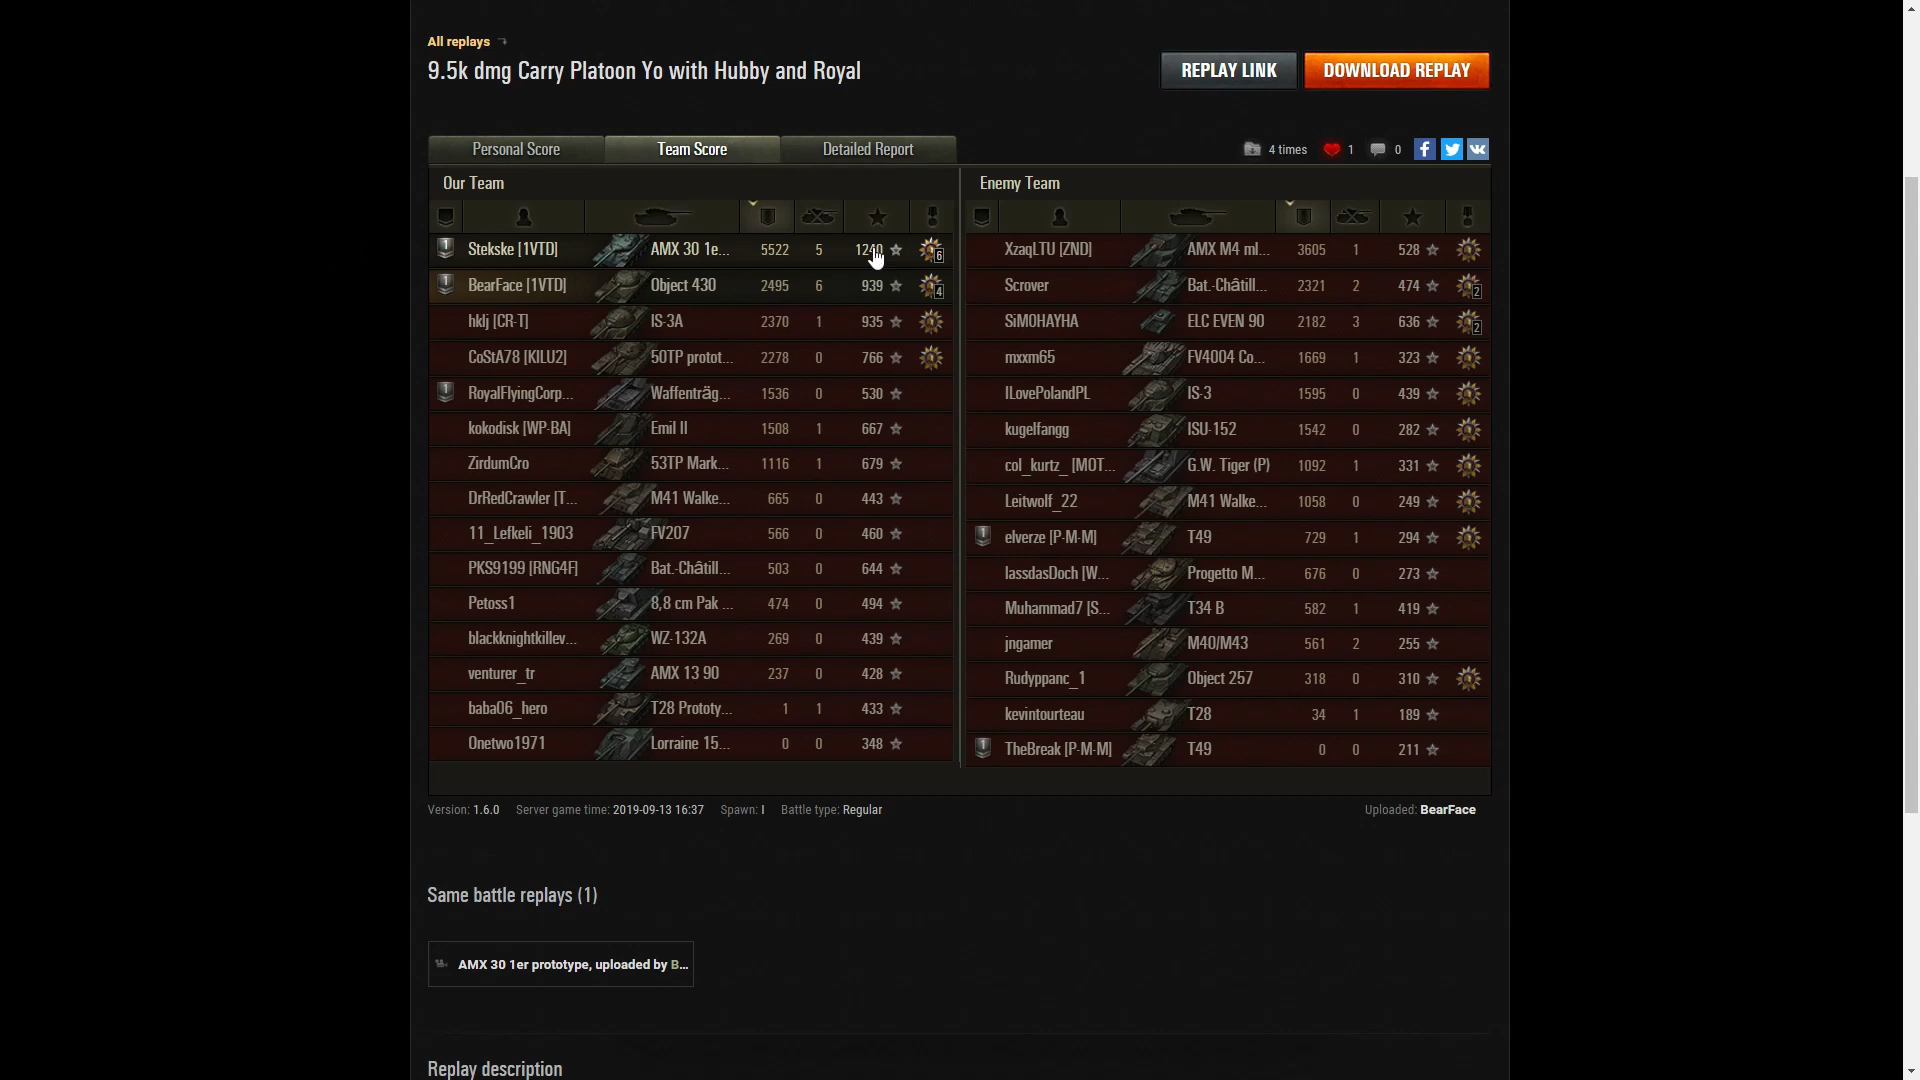 All replays
9.5k dmg Carry Platoon Yo with Hubby and Royal
REPLAY LINK
DOWNLOAD REPLAY
Personal Score
Team Score
Detailed Report
4 times
1
0
Our Team
Enemy Team
1 Stekske [1VTD] AMX 30 1e... 5522 5 1240 6
1 BearFace [1VTD] Object 430 2495 6 939 4
hklj [CR-T] IS-3A 2370 1 935
CoStA78 [KILU2] 50TP protot... 2278 0 766
1 RoyalFlyingCorp... Waffenträg... 1536 0 530
kokodisk [WP-BA] Emil II 1508 1 667
ZirdumCro 53TP Mark... 1116 1 679
DrRedCrawler [T... M41 Walke... 665 0 443
11_Lefkeli_1903 FV207 566 0 460
PKS9199 [RNG4F] Bat.-Châtill... 503 0 644
Petoss1 8,8 cm Pak ... 474 0 494
blackknightkillev... WZ-132A 269 0 439
venturer_tr AMX 13 90 237 0 428
baba06_hero T28 Prototy... 1 1 433
Onetwo1971 Lorraine 15... 0 0 348
XzaqLTU [ZND] AMX M4 ml... 3605 1 528
Scrover Bat.-Châtill... 2321 2 474 2
SiMOHAYHA ELC EVEN 90 2182 3 636 2
mxxm65 FV4004 Co... 1669 1 323
ILovePolandPL IS-3 1595 0 439
kugelfangg ISU-152 1542 0 282
col_kurtz_ [MOT... G.W. Tiger (P) 1092 1 331
Leitwolf_22 M41 Walke... 1058 0 249
1 elverze [P-M-M] T49 729 1 294
lassdasDoch [W... Progetto M... 676 0 273
Muhammad7 [S... T34 B 582 1 419
jngamer M40/M43 561 2 255
Rudyppanc_1 Object 257 318 0 310
kevintourteau T28 34 1 189
1 TheBreak [P-M-M] T49 0 0 211
Version: 1.6.0 Server game time: 2019-09-13 16:37 Spawn: I Battle type: Regular
Uploaded: BearFace
Same battle replays (1)
AMX 30 1er prototype, uploaded by B...
Replay description